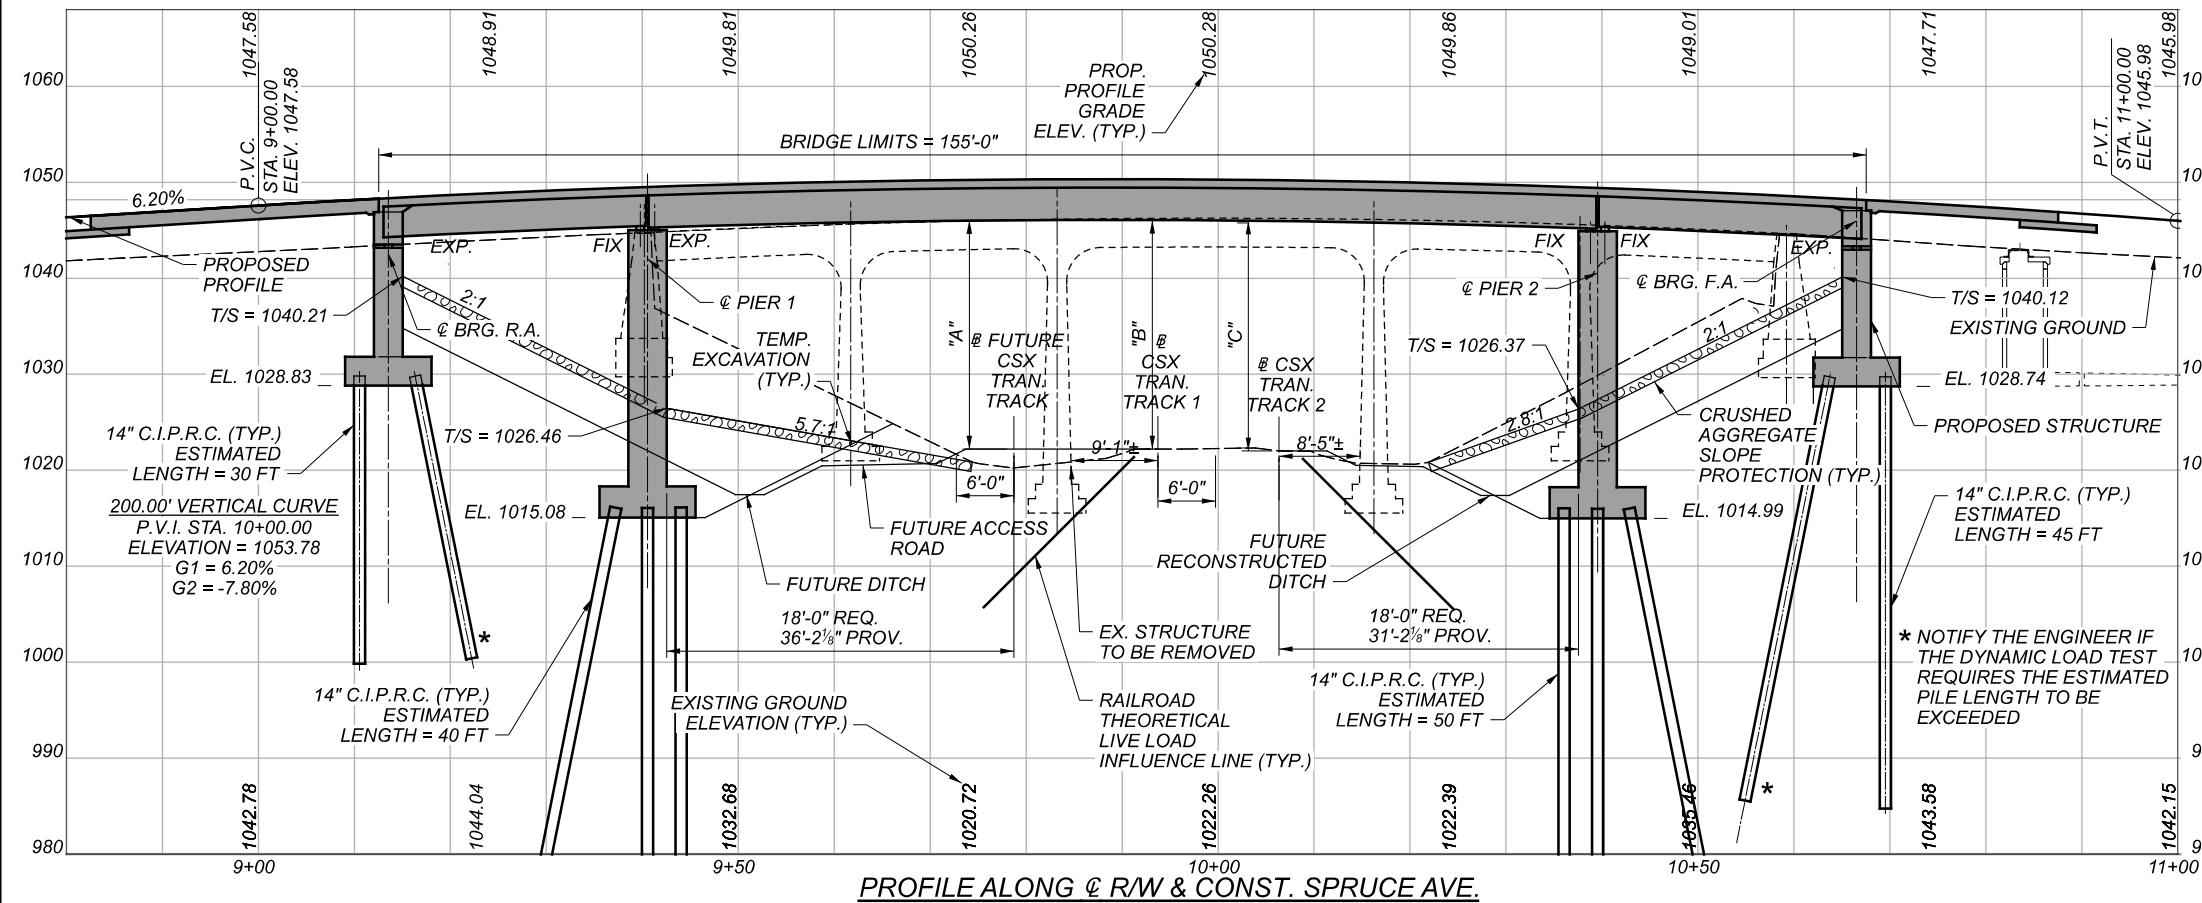 1047.58
1048.91
1049.81
1050.26
1050.28
1049.86
1049.01
1047.71
1045.98
1060
1050
1040
1030
1020
1010
1000
990
980
10
10
10
10
10
10
10
9
9
P.V.C.
STA. 9+00.00
ELEV. 1047.58
PROP.
PROFILE
GRADE
ELEV. (TYP.)
P.V.T.
STA. 11+00.00
ELEV. 1045.98
BRIDGE LIMITS = 155'-0"
6.20%
EXP.
FIX
EXP.
FIX
FIX
EXP.
PROPOSED
PROFILE
T/S = 1040.21
2:1
℄ BRG. R.A.
℄ PIER 1
TEMP.
EXCAVATION
(TYP.)
"A"
℄ FUTURE
CSX
TRAN.
TRACK
"B"
℄
CSX
TRAN.
TRACK 1
"C"
℄ CSX
TRAN.
TRACK 2
℄ PIER 2
℄ BRG. F.A.
T/S = 1026.37
2:1
T/S = 1040.12
EXISTING GROUND
EL. 1028.83
EL. 1028.74
14" C.I.P.R.C. (TYP.)
ESTIMATED
LENGTH = 30 FT
T/S = 1026.46
5.7:1
2.8:1
9'-1"±
8'-5"±
6'-0"
6'-0"
CRUSHED
AGGREGATE
SLOPE
PROTECTION (TYP.)
PROPOSED STRUCTURE
200.00' VERTICAL CURVE
P.V.I. STA. 10+00.00
ELEVATION = 1053.78
G1 = 6.20%
G2 = -7.80%
EL. 1015.08
EL. 1014.99
FUTURE ACCESS
ROAD
FUTURE DITCH
FUTURE
RECONSTRUCTED
DITCH
14" C.I.P.R.C. (TYP.)
ESTIMATED
LENGTH = 45 FT
18'-0" REQ.
36'-2⅛" PROV.
EX. STRUCTURE
TO BE REMOVED
18'-0" REQ.
31'-2⅛" PROV.
*
*
* NOTIFY THE ENGINEER IF
THE DYNAMIC LOAD TEST
REQUIRES THE ESTIMATED
PILE LENGTH TO BE
EXCEEDED
14" C.I.P.R.C. (TYP.)
ESTIMATED
LENGTH = 40 FT
EXISTING GROUND
ELEVATION (TYP.)
RAILROAD
THEORETICAL
LIVE LOAD
INFLUENCE LINE (TYP.)
14" C.I.P.R.C. (TYP.)
ESTIMATED
LENGTH = 50 FT
1042.78
1044.04
1032.68
1020.72
1022.26
1022.39
1035.46
1043.58
1042.15
9+00
9+50
10+00
10+50
11+00
PROFILE ALONG ℄ R/W & CONST. SPRUCE AVE.